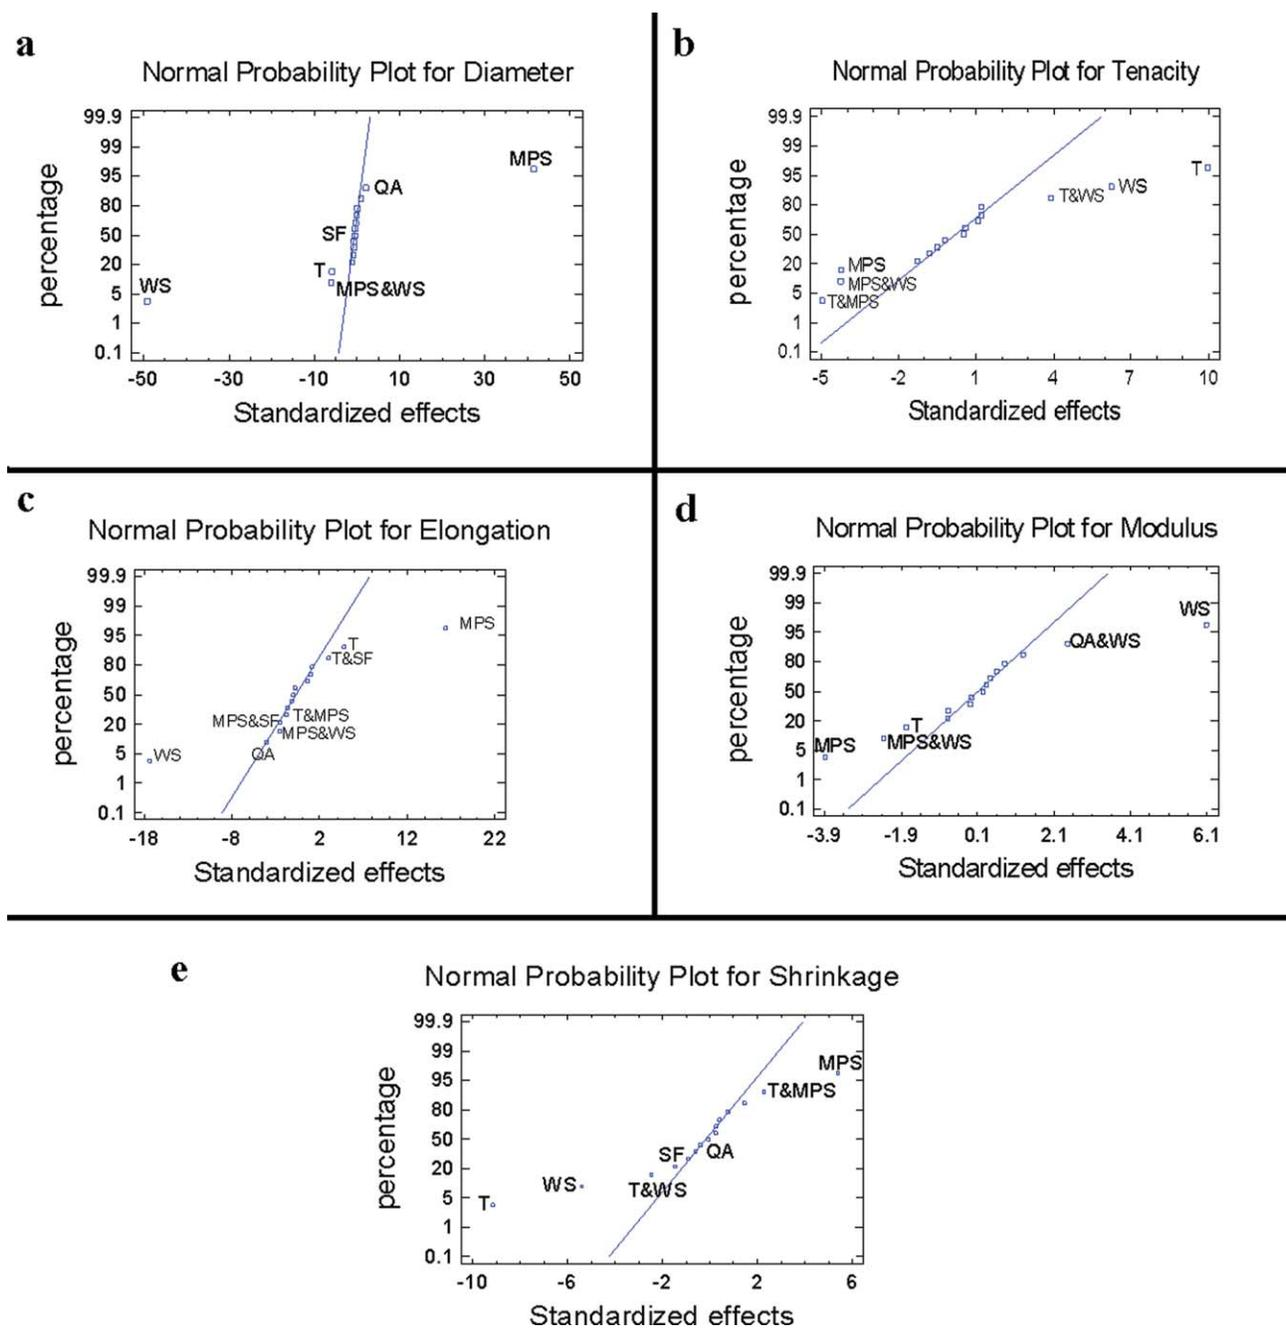 a
Normal Probability Plot for Diameter
percentage
99.9
99
95
80
50
20
5
1
0.1
MPS
QA
SF
T
MPS&WS
WS
-50 -30 -10 10 30 50
Standardized effects
b
Normal Probability Plot for Tenacity
percentage
99.9
99
95
80
50
20
5
1
0.1
T
WS
T&WS
MPS
MPS&WS
T&MPS
-5 -2 1 4 7 10
Standardized effects
c
Normal Probability Plot for Elongation
percentage
99.9
99
95
80
50
20
5
1
0.1
MPS
T
T&SF
T&MPS
MPS&SF
MPS&WS
QA
WS
-18 -8 2 12 22
Standardized effects
d
Normal Probability Plot for Modulus
percentage
99.9
99
95
80
50
20
5
1
0.1
WS
QA&WS
T
MPS&WS
MPS
-3.9 -1.9 0.1 2.1 4.1 6.1
Standardized effects
e
Normal Probability Plot for Shrinkage
percentage
99.9
99
95
80
50
20
5
1
0.1
MPS
T&MPS
SF QA
WS T&WS
T
-10 -6 -2 2 6
Standardized effects